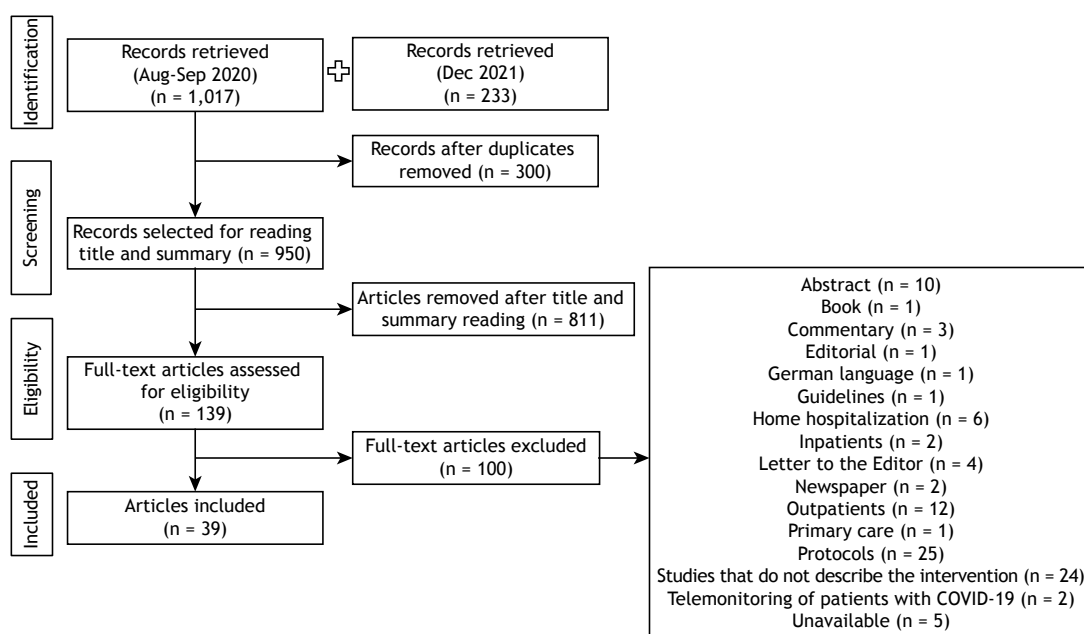 Identification
Records retrieved
(Aug-Sep 2020)
(n = 1,017)
Records retrieved
(Dec 2021)
(n = 233)
Records after duplicates
removed (n = 300)
Screening
Records selected for reading
title and summary (n = 950)
Articles removed after title and
summary reading (n = 811)
Eligibility
Full-text articles assessed
for eligibility
(n = 139)
Full-text articles excluded
(n = 100)
Included
Articles included
(n = 39)
Abstract (n = 10)
Book (n = 1)
Commentary (n = 3)
Editorial (n = 1)
German language (n = 1)
Guidelines (n = 1)
Home hospitalization (n = 6)
Inpatients (n = 2)
Letter to the Editor (n = 4)
Newspaper (n = 2)
Outpatients (n = 12)
Primary care (n = 1)
Protocols (n = 25)
Studies that do not describe the intervention (n = 24)
Telemonitoring of patients with COVID-19 (n = 2)
Unavailable (n = 5)